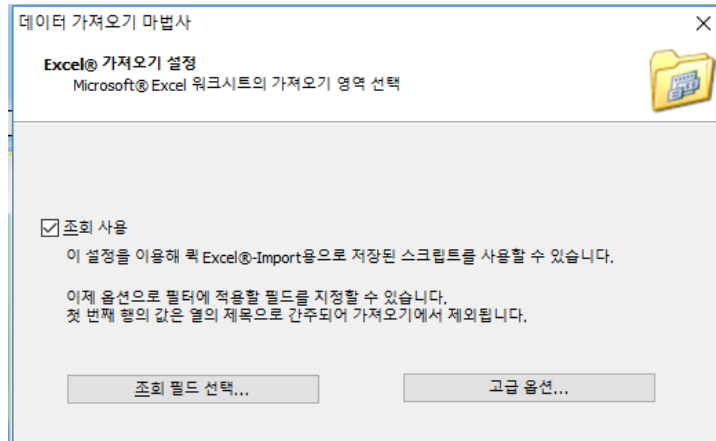 데이터 가져오기 마법사
Excel® 가져오기 설정
Microsoft® Excel 워크시트의 가져오기 영역 선택
조회 사용
이 설정을 이용해 퀵 Excel®-Import용으로 저장된 스크립트를 사용할 수 있습니다.
이제 옵션으로 필터에 적용할 필드를 지정할 수 있습니다.
첫 번째 행의 값은 열의 제목으로 간주되어 가져오기에서 제외됩니다.
조회 필드 선택...
고급 옵션...